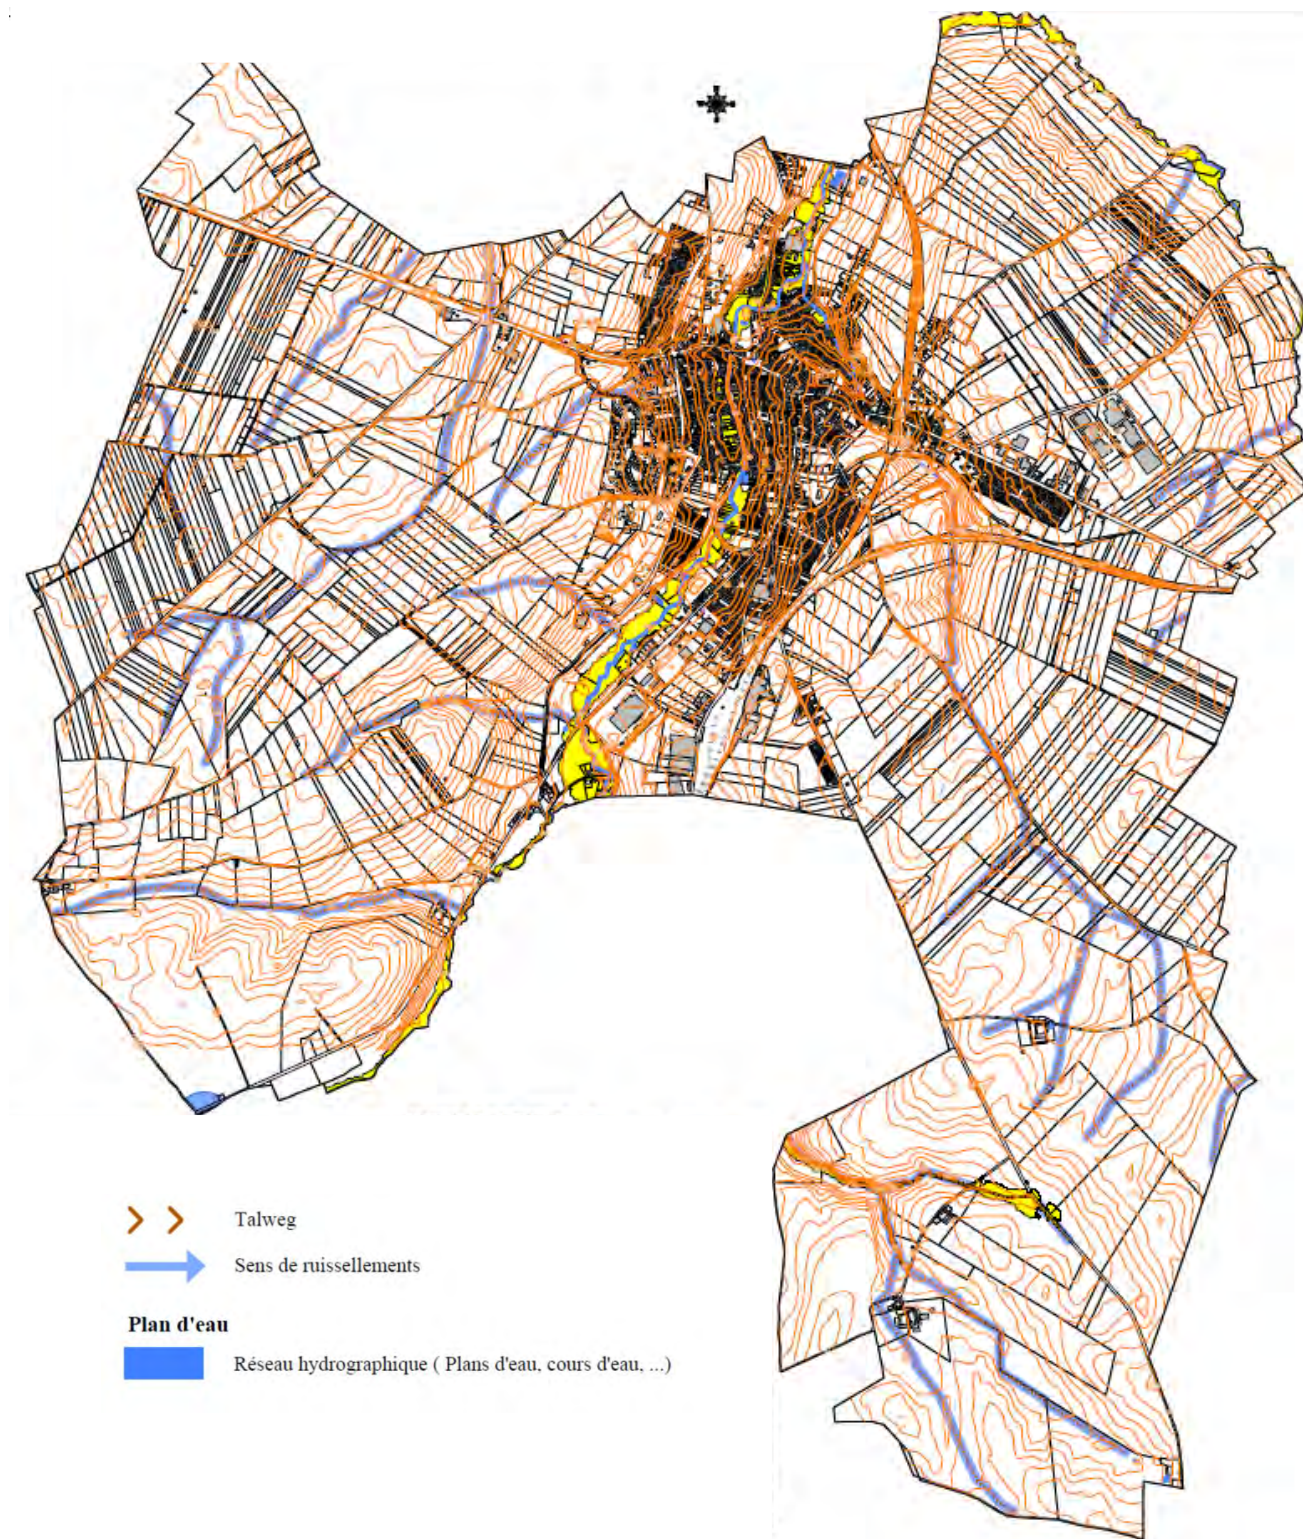 Talweg
Sens de ruissellements
Plan d'eau
Réseau hydrographique ( Plans d'eau, cours d'eau, ...)